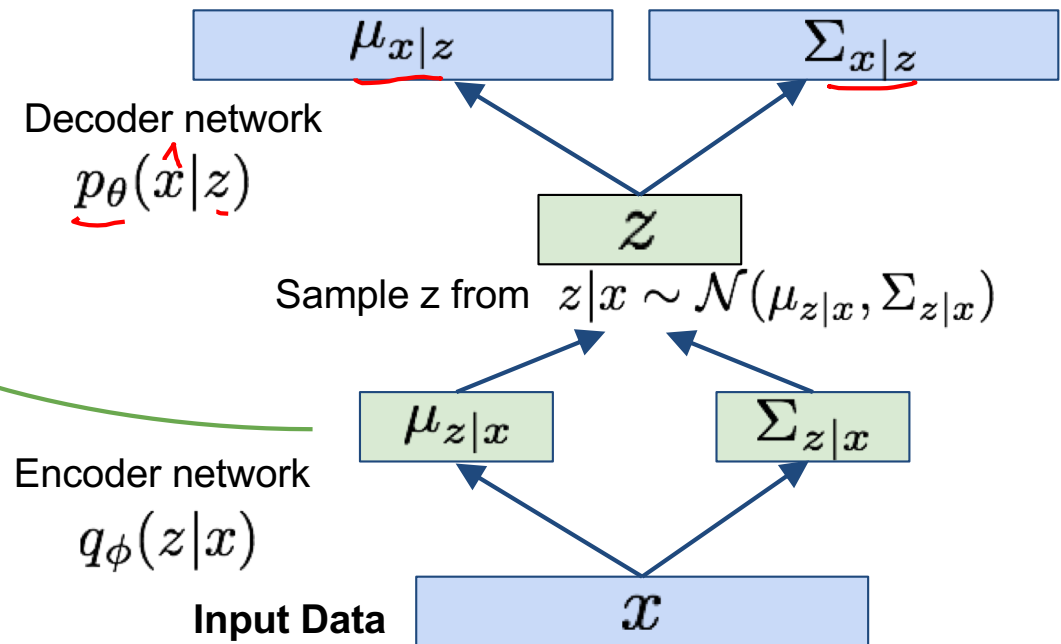 μ_{x|z} Σ_{x|z}
Decoder network
p_θ(x|z)
z
Sample z from z|x ∼ 𝒩(μ_{z|x}, Σ_{z|x})
μ_{z|x} Σ_{z|x}
Encoder network
q_ϕ(z|x)
Input Data x